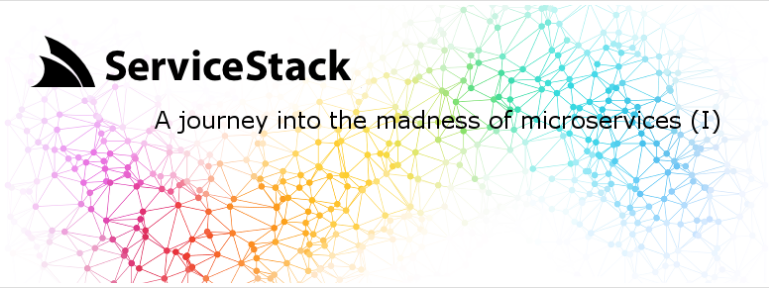 ServiceStack
A journey into the madness of microservices (I)